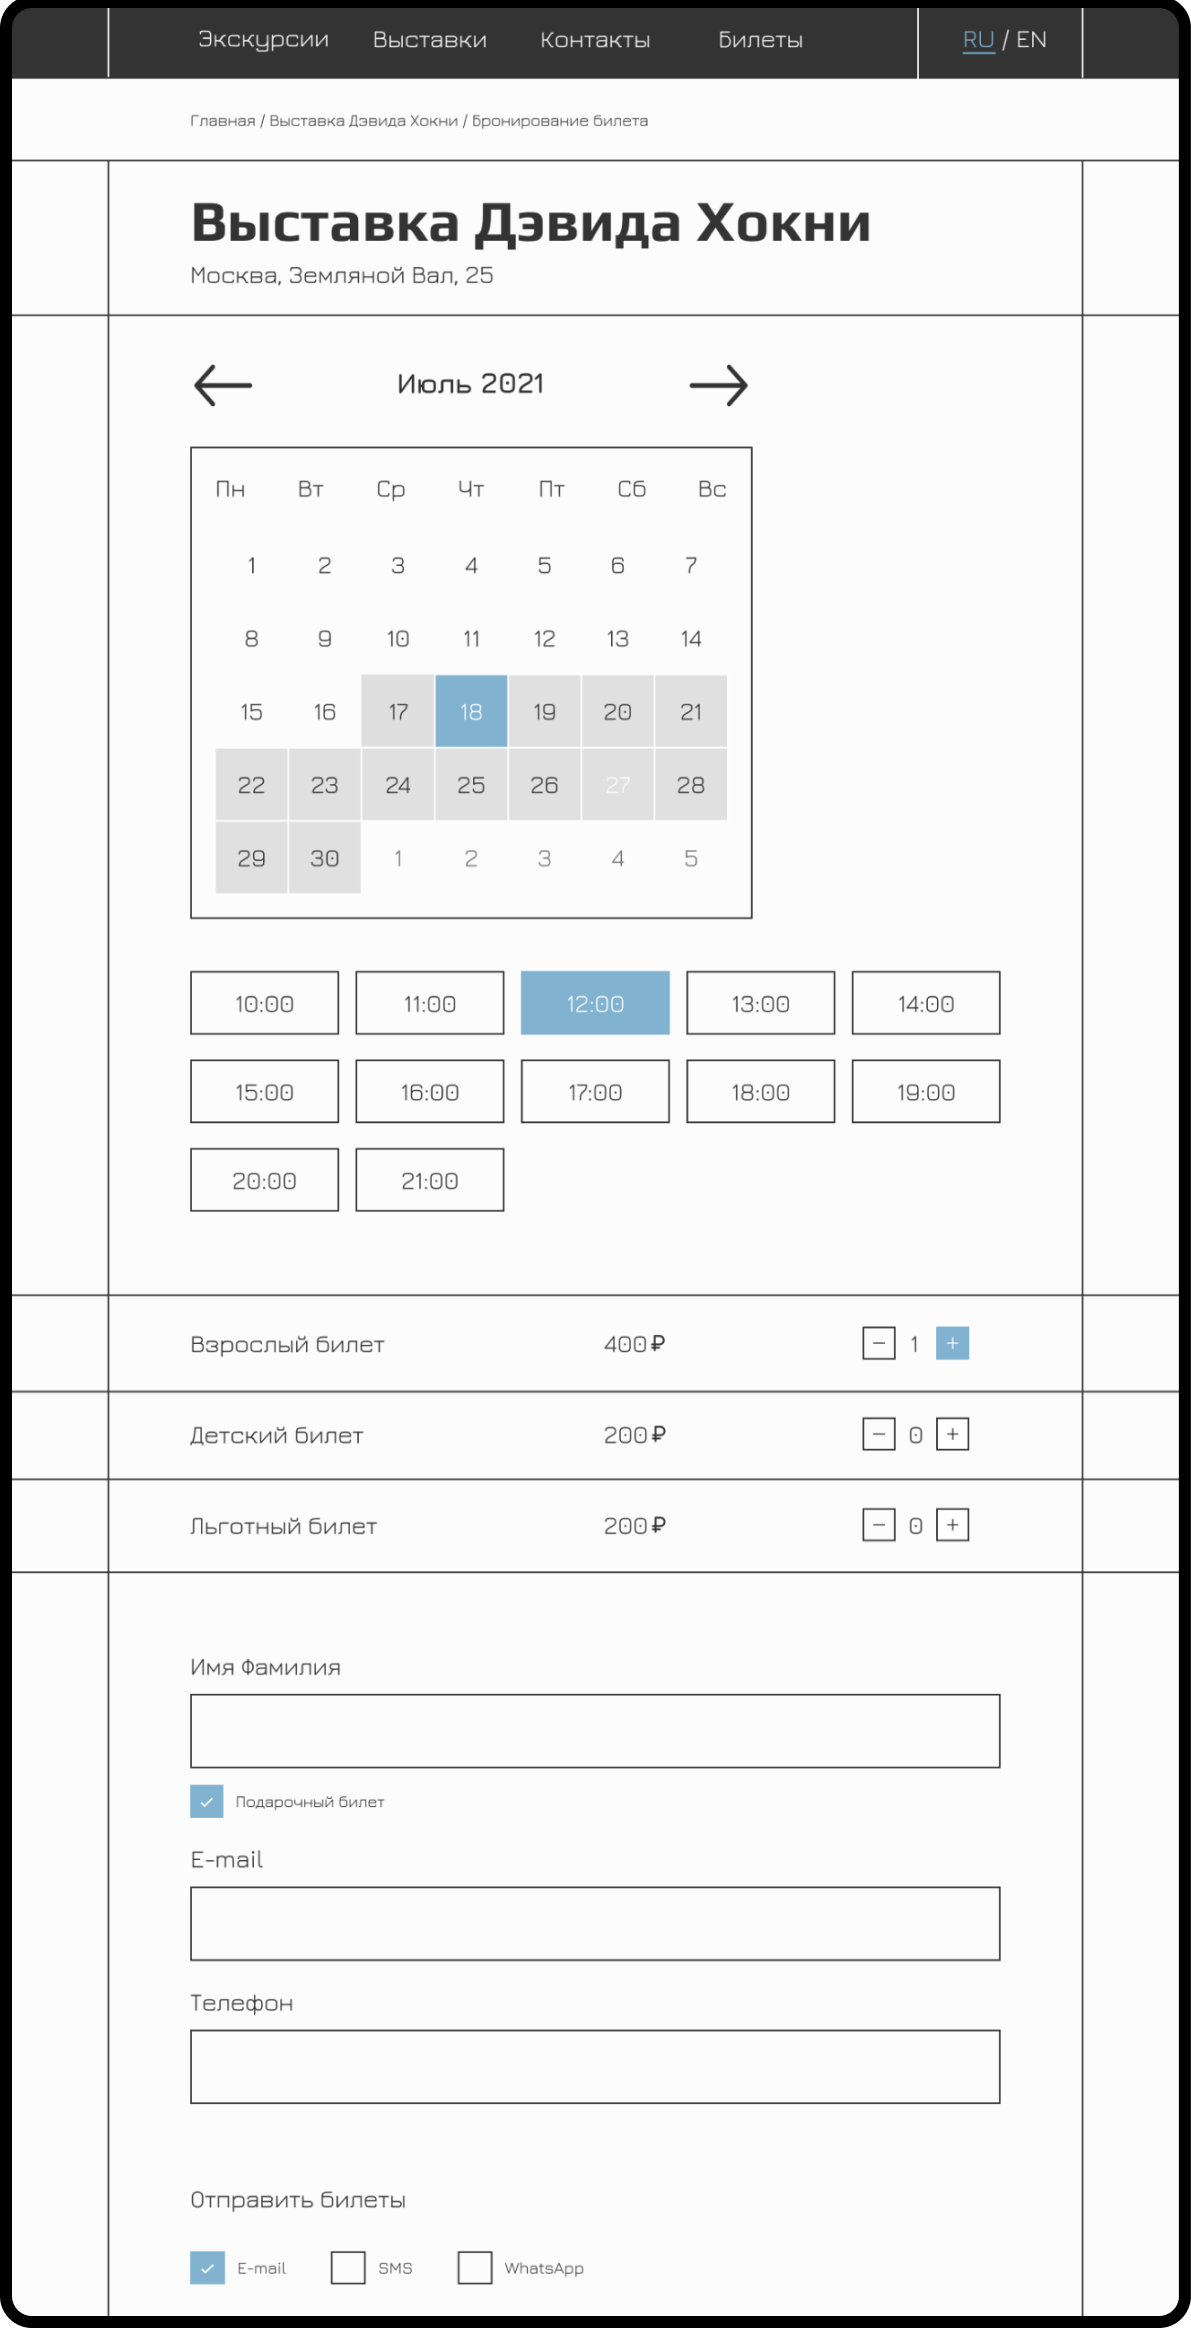 Экскурсии Выставки Контакты Билеты RU / EN
Главная / Выставка Дэвида Хокни / Бронирование билета
Выставка Дэвида Хокни
Москва, Земляной Вал, 25
Июль 2021
Пн Вт Ср Чт Пт Сб Вс
1 2 3 4 5 6 7
8 9 10 11 12 13 14
15 16 17 18 19 20 21
22 23 24 25 26 27 28
29 30 1 2 3 4 5
10:00 11:00 12:00 13:00 14:00
15:00 16:00 17:00 18:00 19:00
20:00 21:00
Взрослый билет 400₽ − 1 +
Детский билет 200₽ − 0 +
Льготный билет 200₽ − 0 +
Имя Фамилия
Подарочный билет
E-mail
Телефон
Отправить билеты
E-mail SMS WhatsApp